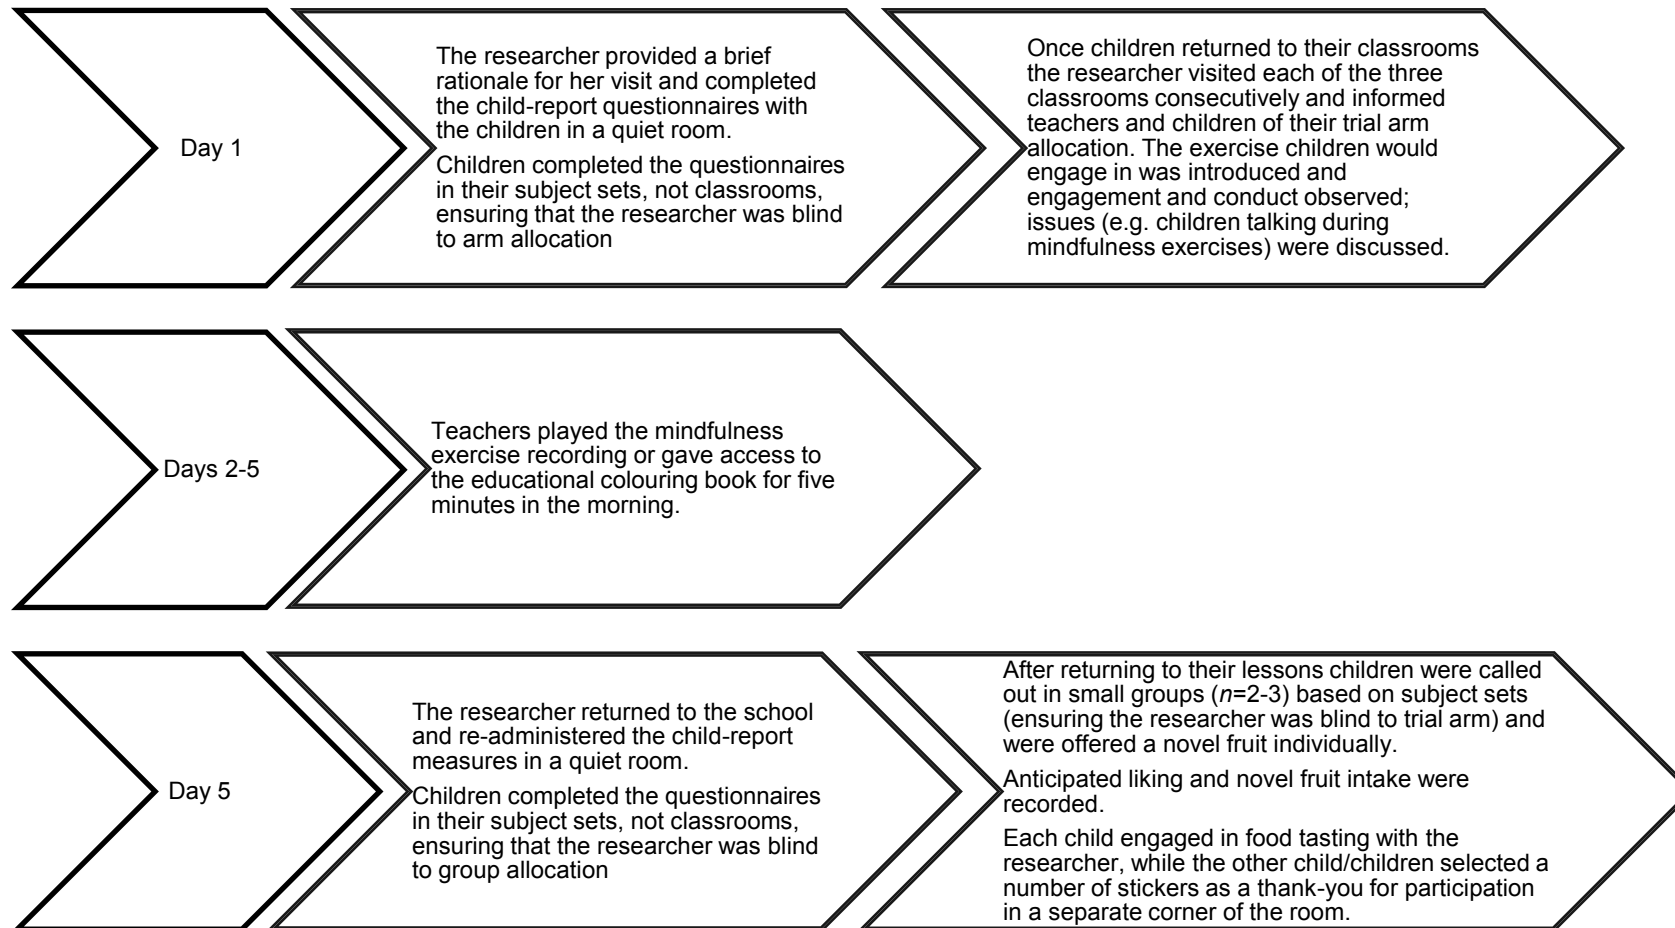 Day 1
The researcher provided a brief
rationale for her visit and completed
the child-report questionnaires with
the children in a quiet room.
Children completed the questionnaires
in their subject sets, not classrooms,
ensuring that the researcher was blind
to arm allocation
Once children returned to their classrooms
the researcher visited each of the three
classrooms consecutively and informed
teachers and children of their trial arm
allocation. The exercise children would
engage in was introduced and
engagement and conduct observed;
issues (e.g. children talking during
mindfulness exercises) were discussed.
Days 2-5
Teachers played the mindfulness
exercise recording or gave access to
the educational colouring book for five
minutes in the morning.
Day 5
The researcher returned to the school
and re-administered the child-report
measures in a quiet room.
Children completed the questionnaires
in their subject sets, not classrooms,
ensuring that the researcher was blind
to group allocation
After returning to their lessons children were called
out in small groups (n=2-3) based on subject sets
(ensuring the researcher was blind to trial arm) and
were offered a novel fruit individually.
Anticipated liking and novel fruit intake were
recorded.
Each child engaged in food tasting with the
researcher, while the other child/children selected a
number of stickers as a thank-you for participation
in a separate corner of the room.